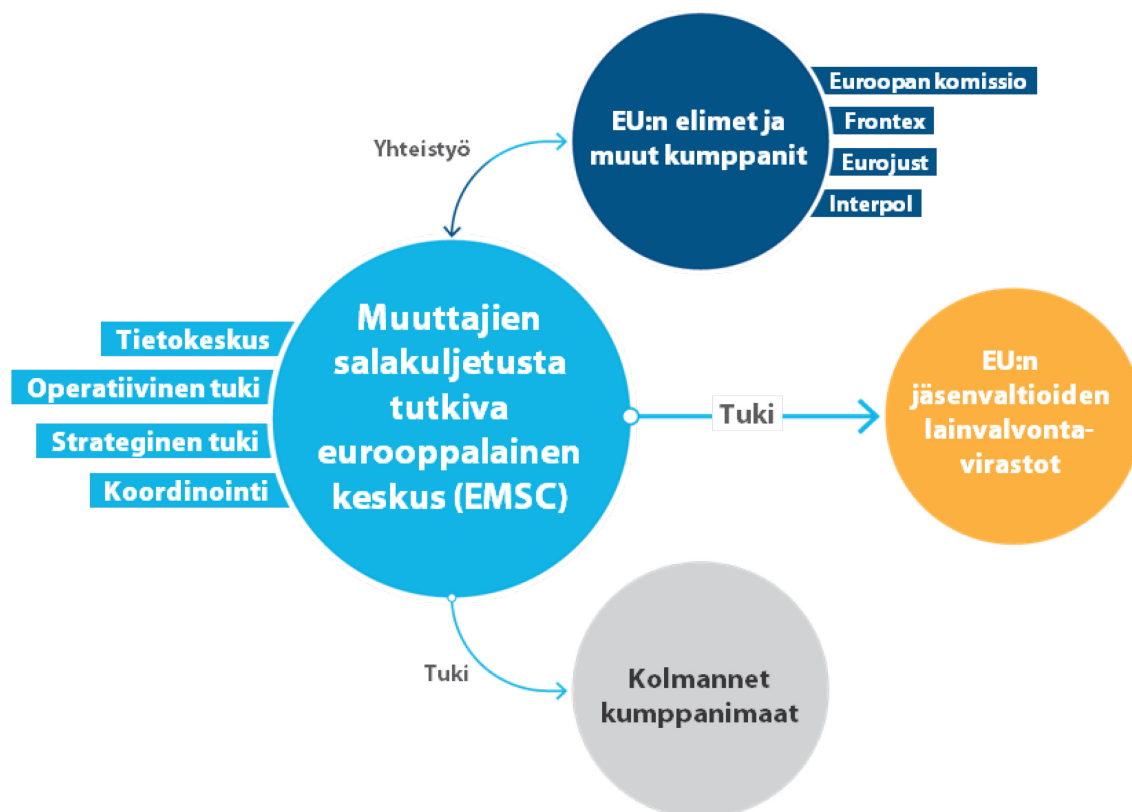 EU:n elimet ja
muut kumppanit
Euroopan komissio
Frontex
Eurojust
Interpol
Yhteistyö
Muuttajien
salakuljetusta
tutkiva
eurooppalainen
keskus (EMSC)
Tietokeskus
Operatiivinen tuki
Strateginen tuki
Koordinointi
Tuki
EU:n
jäsenvaltioiden
lainvalvonta-
virastot
Tuki
Kolmannet
kumppanimaat